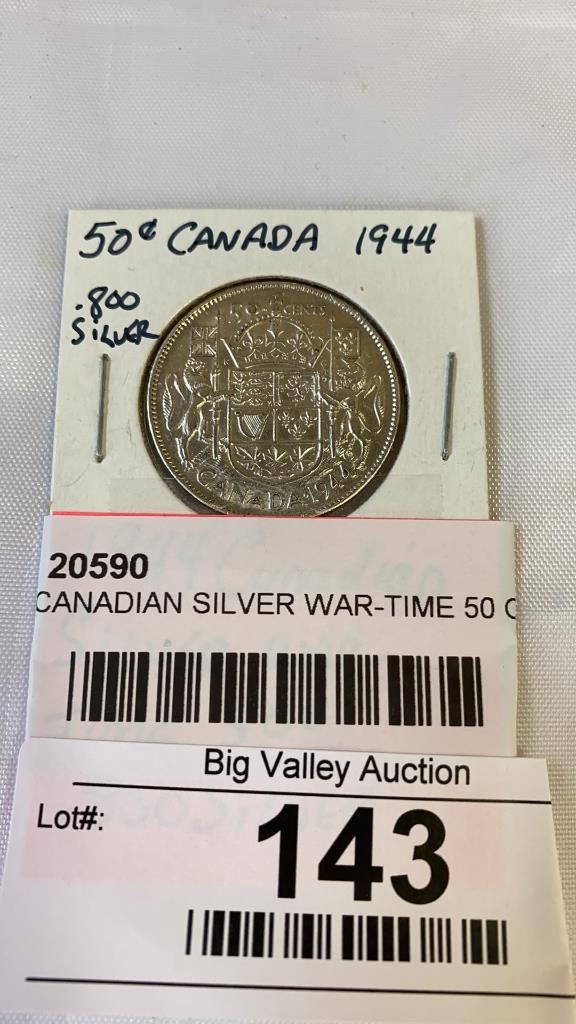 50¢ CANADA 1944
.800
SILVER
50 CENTS
CANADA 1944
20590
CANADIAN SILVER WAR-TIME 50 C
Big Valley Auction
Lot#:
143